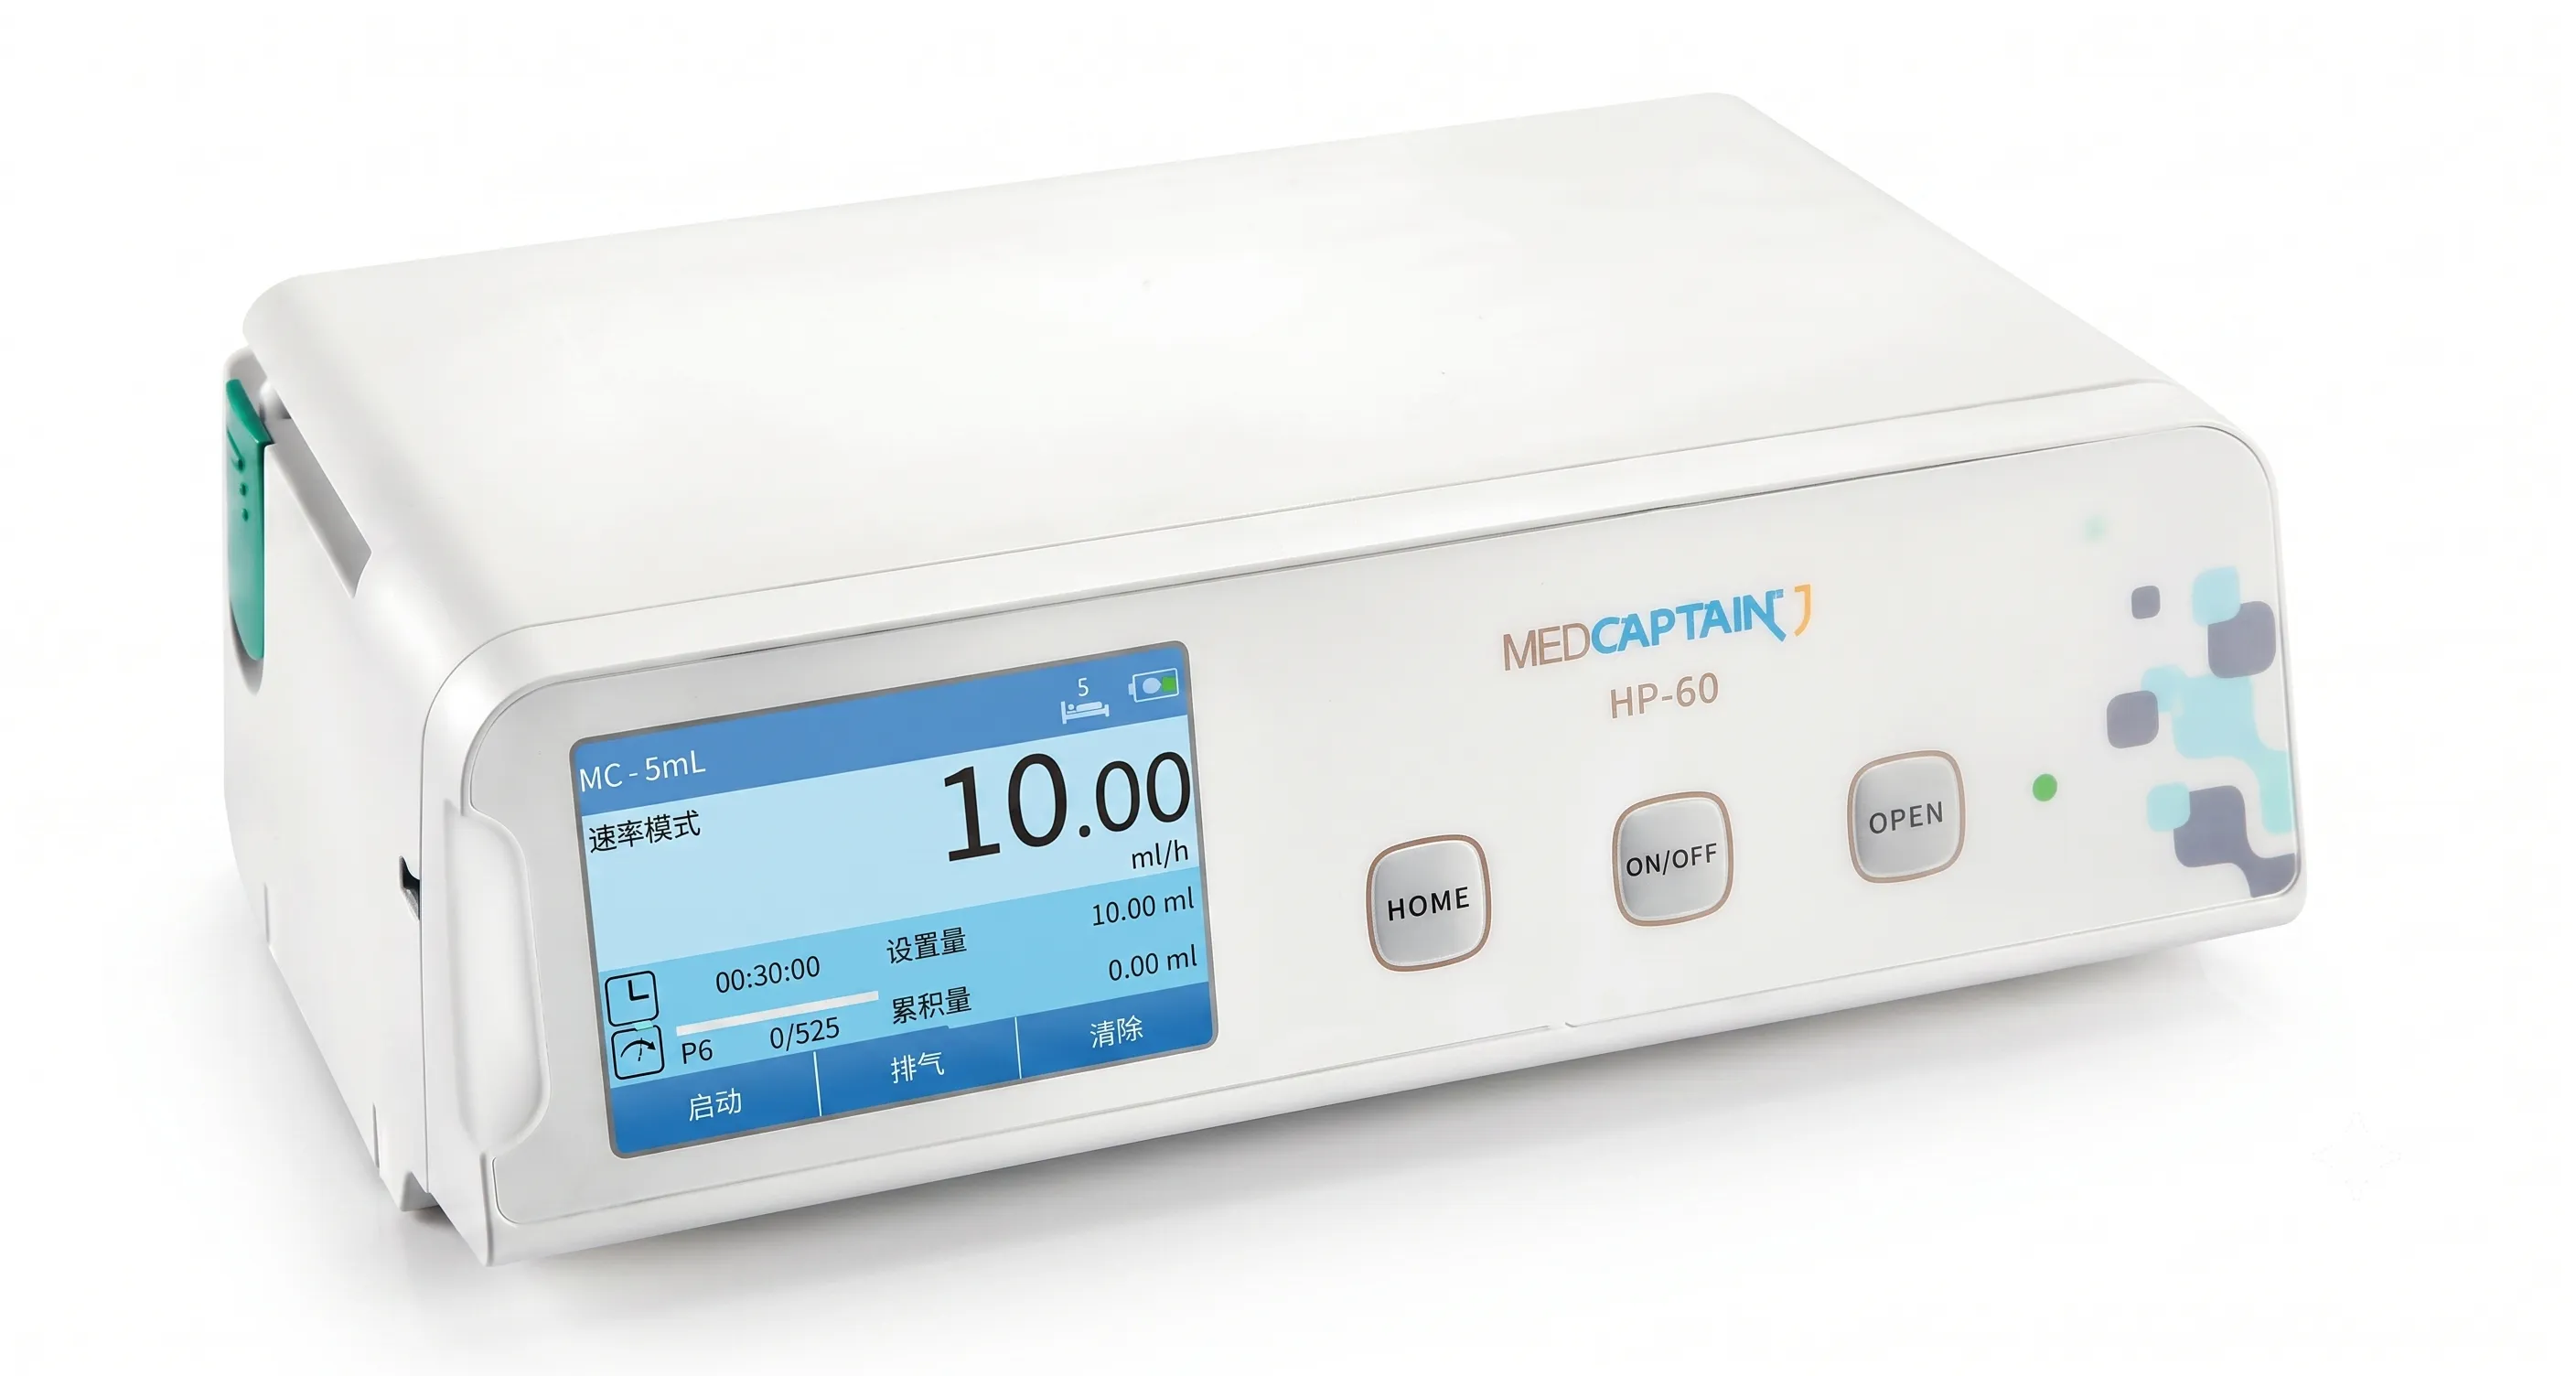 MEDCAPTAIN
HP-60
5
MC - 5mL
速率模式
10.00
ml/h
00:30:00
设置量
10.00 ml
累积量
0.00 ml
P6
0/525
启动
排气
清除
HOME
ON/OFF
OPEN